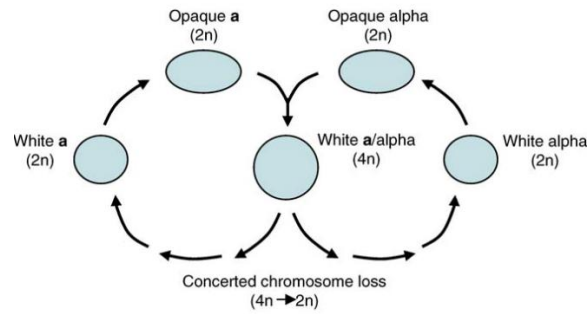 Opaque a
(2n)
Opaque alpha
(2n)
White a
(2n)
White a/alpha
(4n)
White alpha
(2n)
Concerted chromosome loss
(4n→2n)